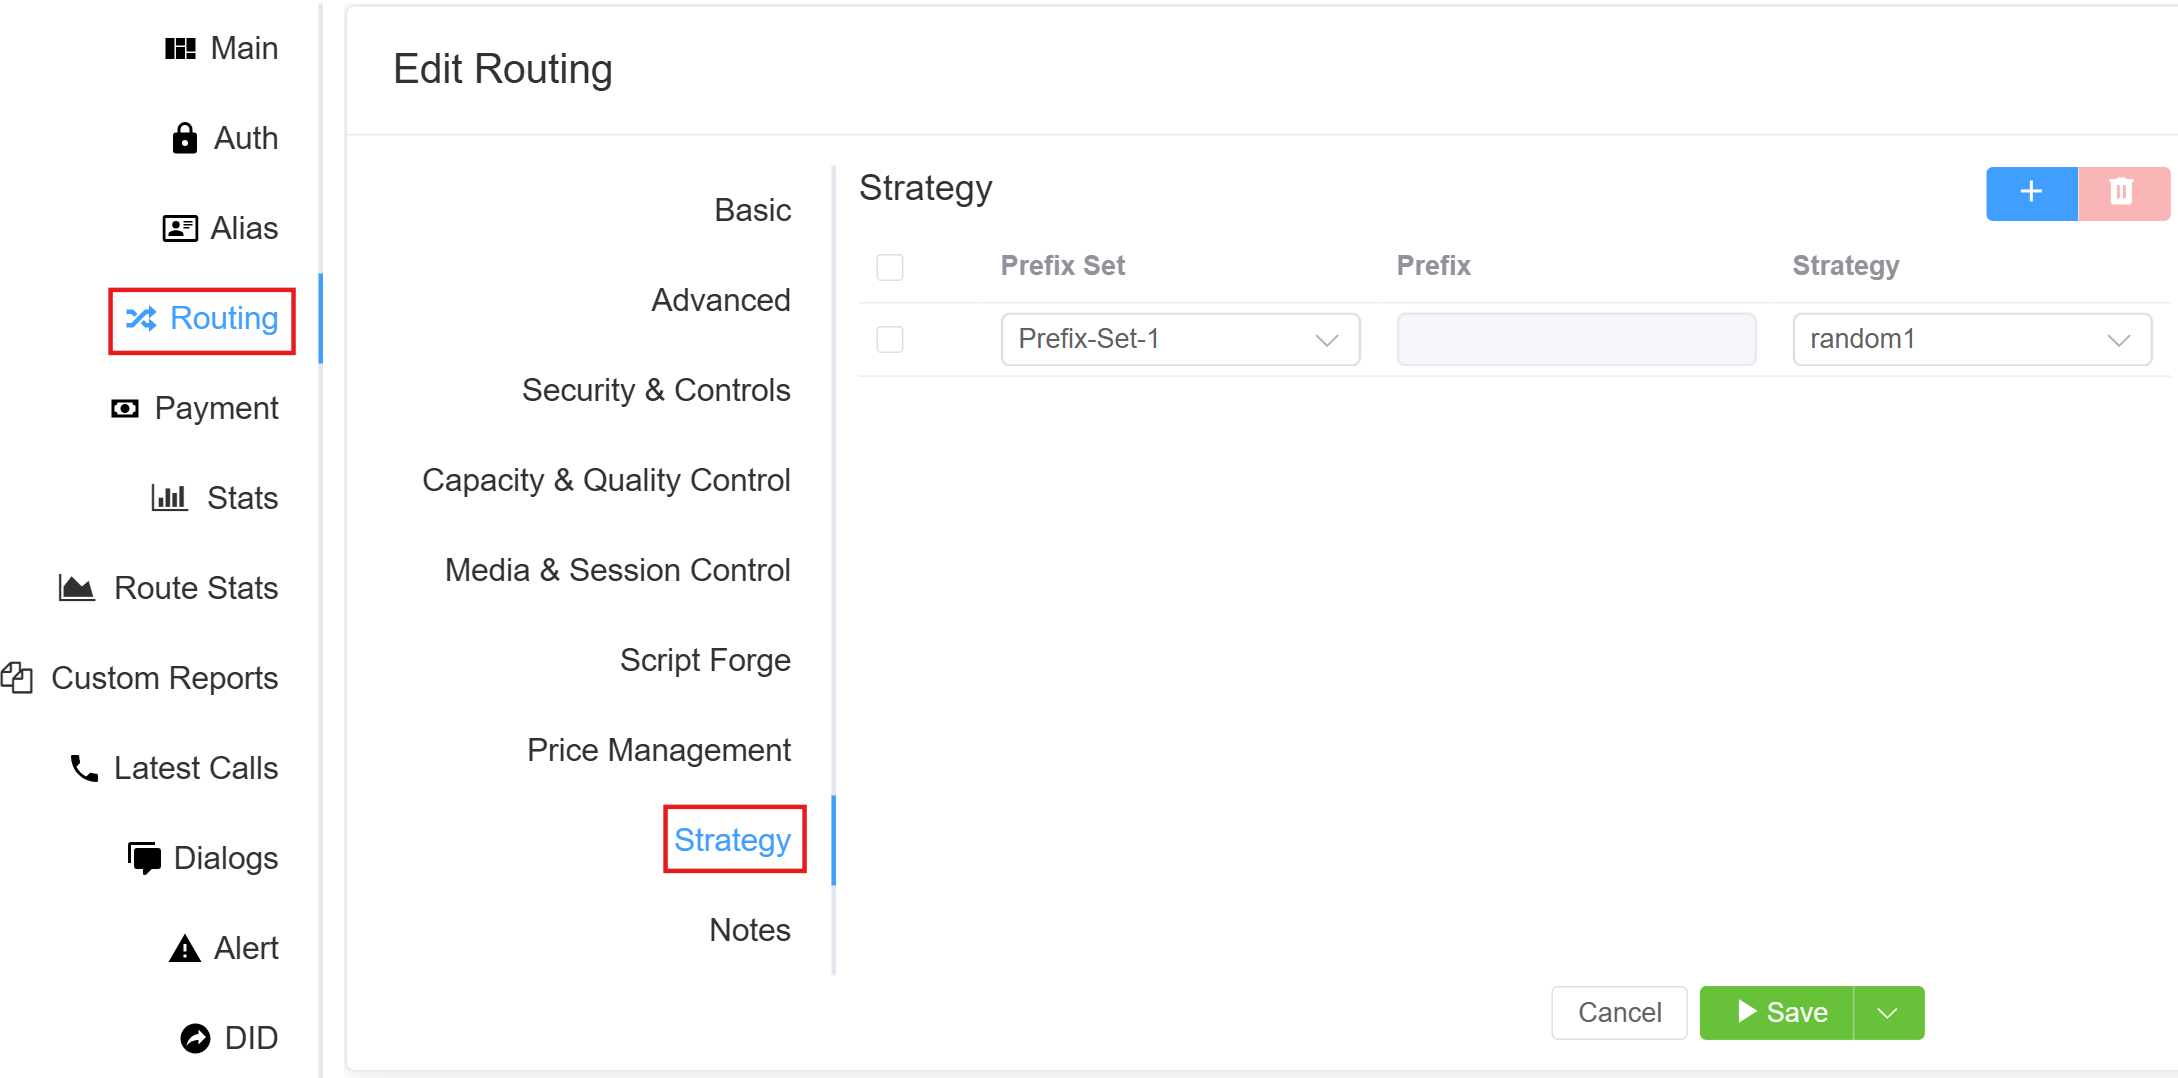 Main
Auth
Alias
Routing
Payment
Stats
Route Stats
Custom Reports
Latest Calls
Dialogs
Alert
DID
Edit Routing
Basic
Advanced
Security & Controls
Capacity & Quality Control
Media & Session Control
Script Forge
Price Management
Strategy
Notes
Strategy
Prefix Set Prefix Strategy
Prefix-Set-1 random1
Cancel Save